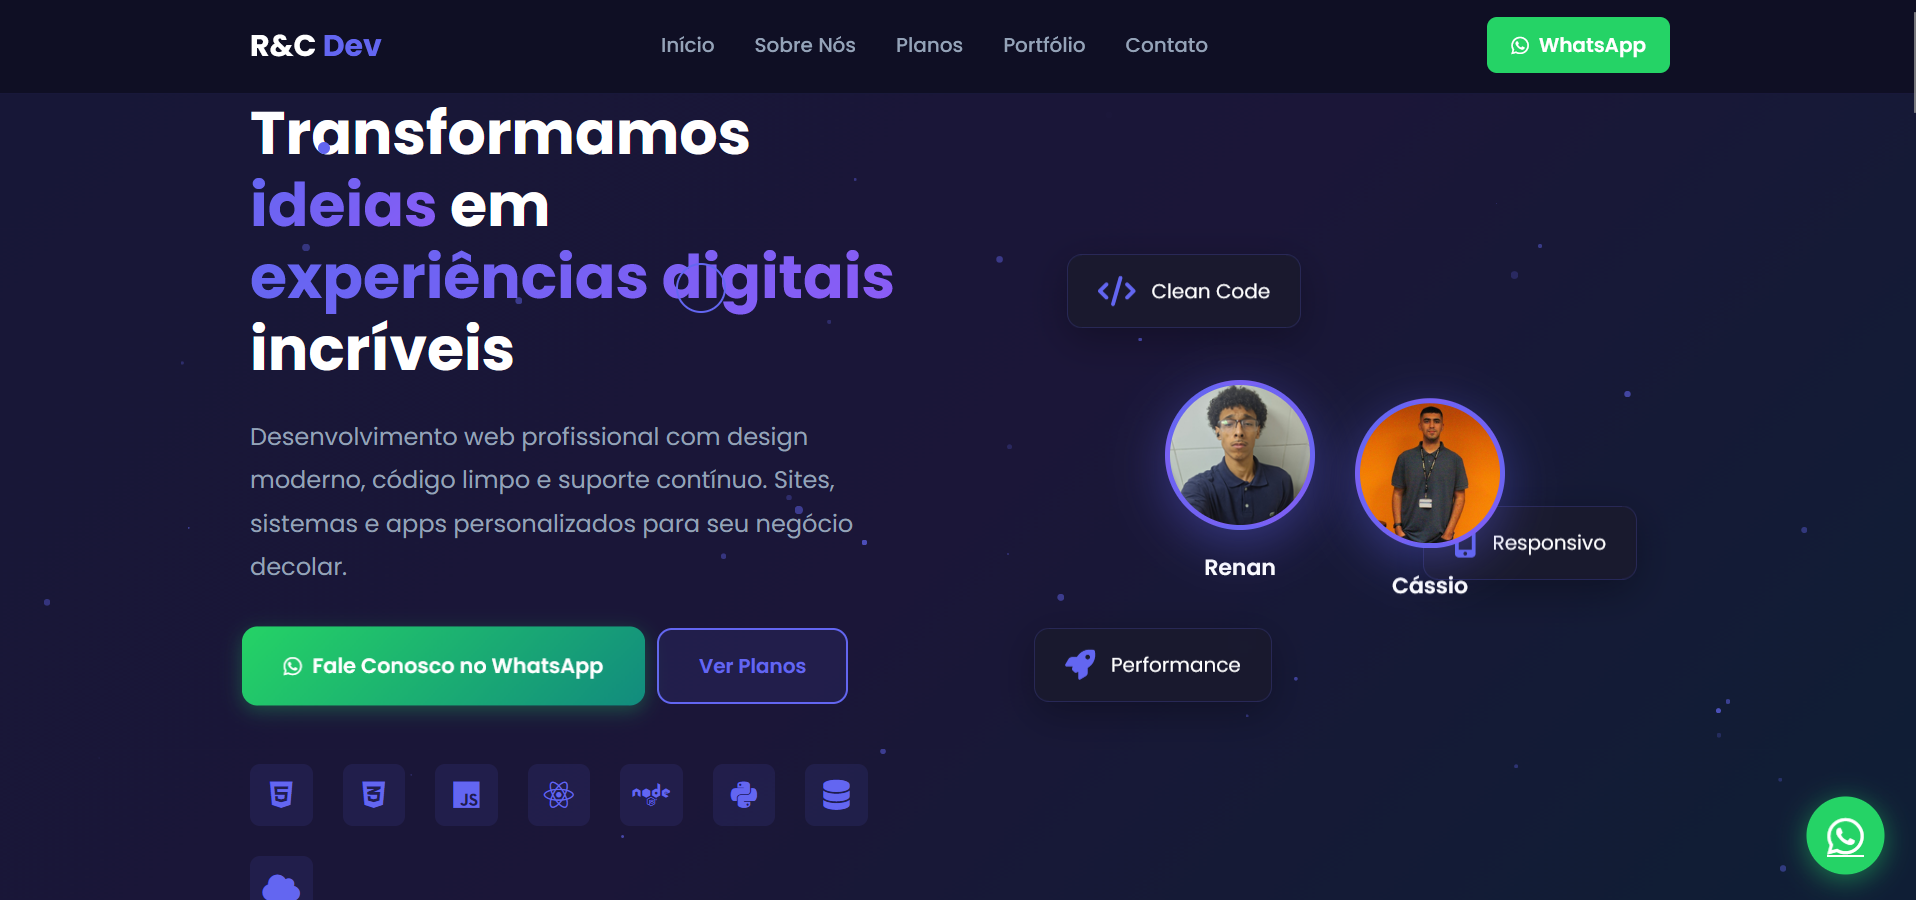 R&C Dev
Início
Sobre Nós
Planos
Portfólio
Contato
WhatsApp
Transformamos
ideias em
experiências digitais
incríveis
Desenvolvimento web profissional com design
moderno, código limpo e suporte contínuo. Sites,
sistemas e apps personalizados para seu negócio
decolar.
Fale Conosco no WhatsApp
Ver Planos
JS
node
Clean Code
Renan
Cássio
Responsivo
Performance